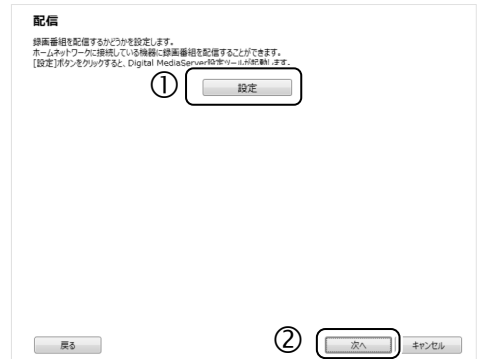 配信
録画番組を配信するかどうかを設定します。
ホームネットワークに接続している機器に録画番組を配信することができます。
[設定]ボタンをクリックすると、Digital MediaServer設定ツールが起動します。
① 設定
戻る ② 次へ キャンセル